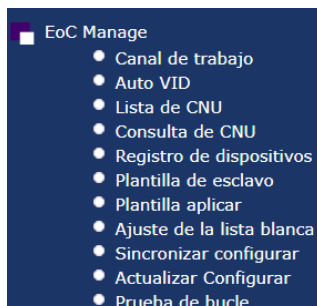 EoC Manage
Canal de trabajo
Auto VID
Lista de CNU
Consulta de CNU
Registro de dispositivos
Plantilla de esclavo
Plantilla aplicar
Ajuste de la lista blanca
Sincronizar configurar
Actualizar Configurar
Prueba de bucle